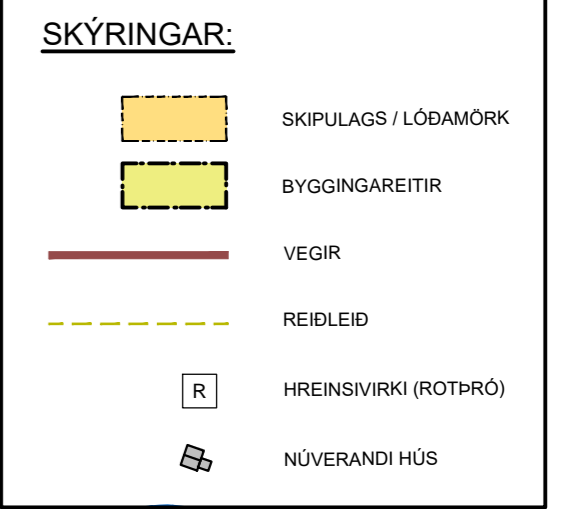 SKÝRINGAR:
SKIPULAGS / LÓÐAMÖRK
BYGGINGAREITIR
VEGIR
REIÐLEIÐ
R HREINSIVIRKI (ROTÞRÓ)
NÚVERANDI HÚS